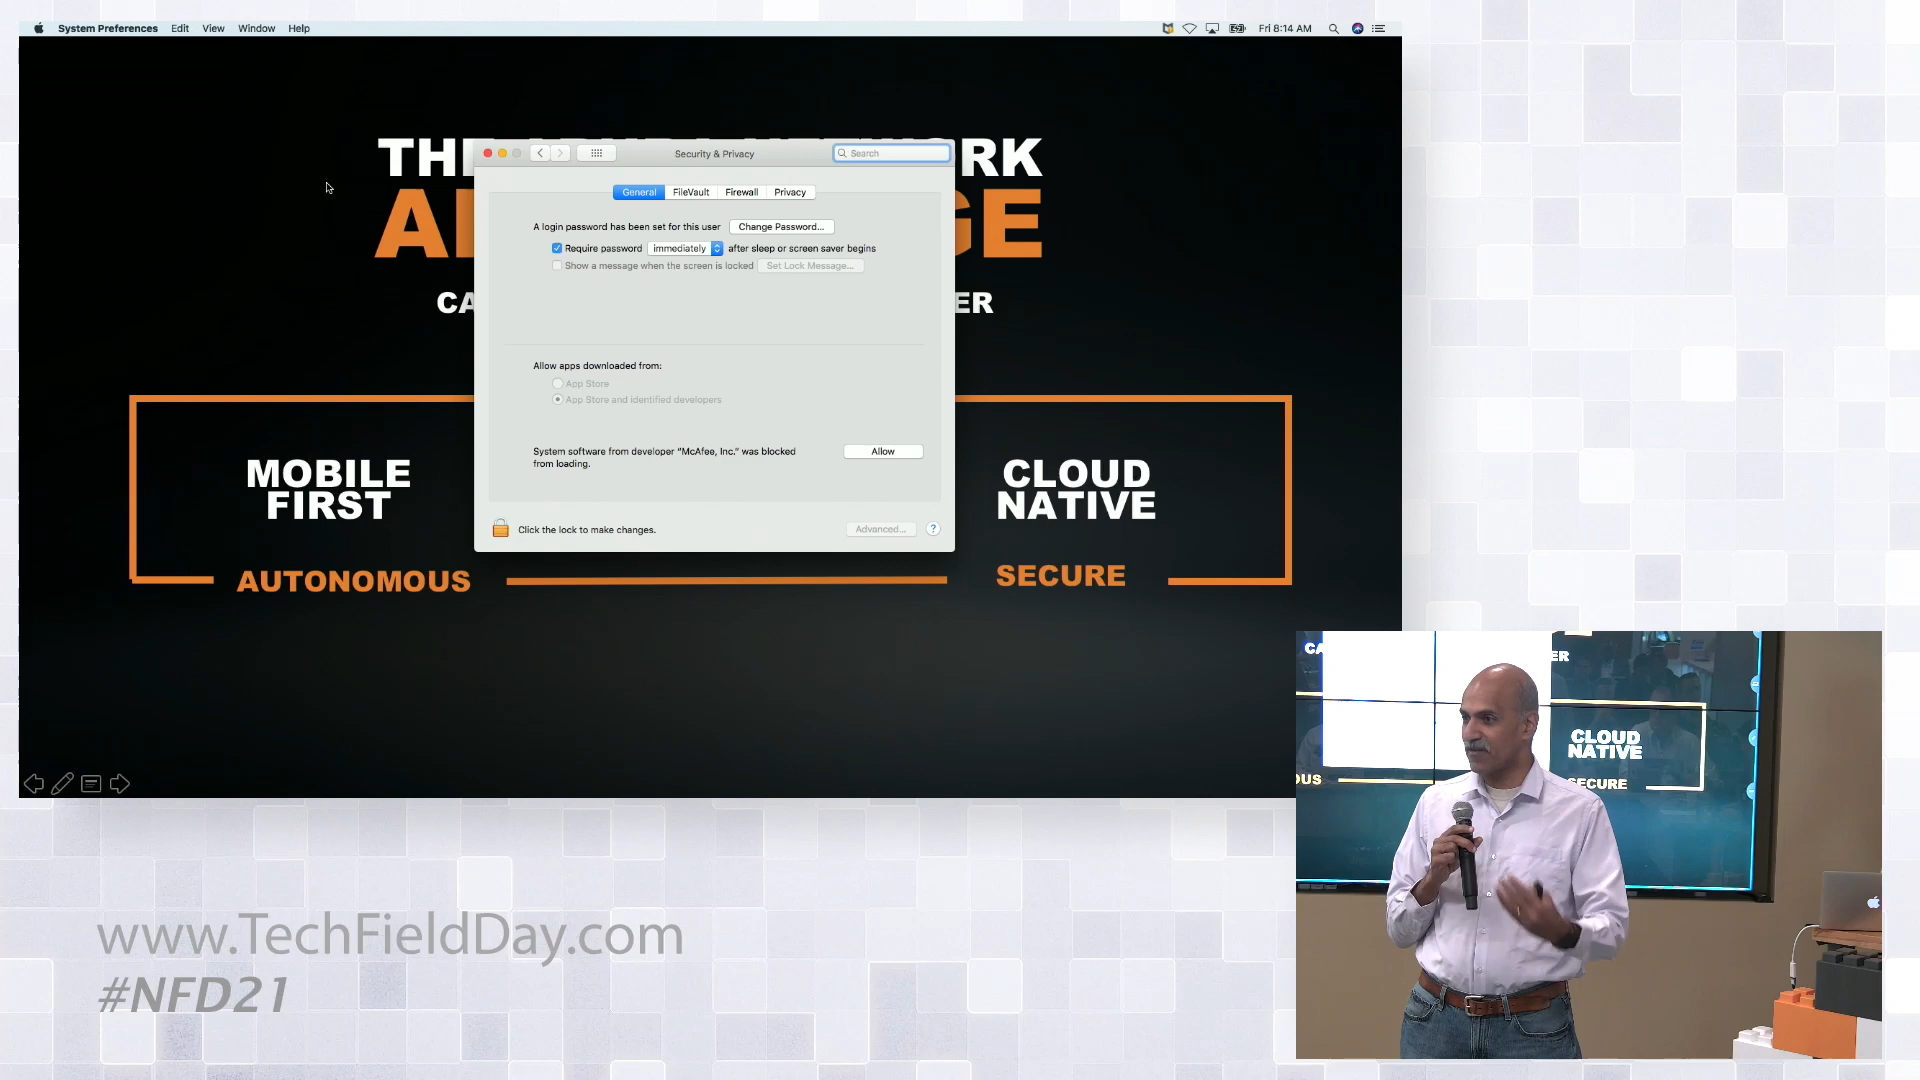 System Preferences Edit View Window Help
Fri 8:14 AM
THE
RK
A
GE
CA
ER
Security & Privacy
Search
General FileVault Firewall Privacy
A login password has been set for this user Change Password...
Require password immediately after sleep or screen saver begins
Show a message when the screen is locked Set Lock Message...
Allow apps downloaded from:
App Store
App Store and identified developers
System software from developer “McAfee, Inc.” was blocked Allow
from loading.
Click the lock to make changes. Advanced... ?
MOBILE
FIRST
CLOUD
NATIVE
AUTONOMOUS
SECURE
CA
ER
CLOUD
NATIVE
OUS
SECURE
www.TechFieldDay.com
#NFD21